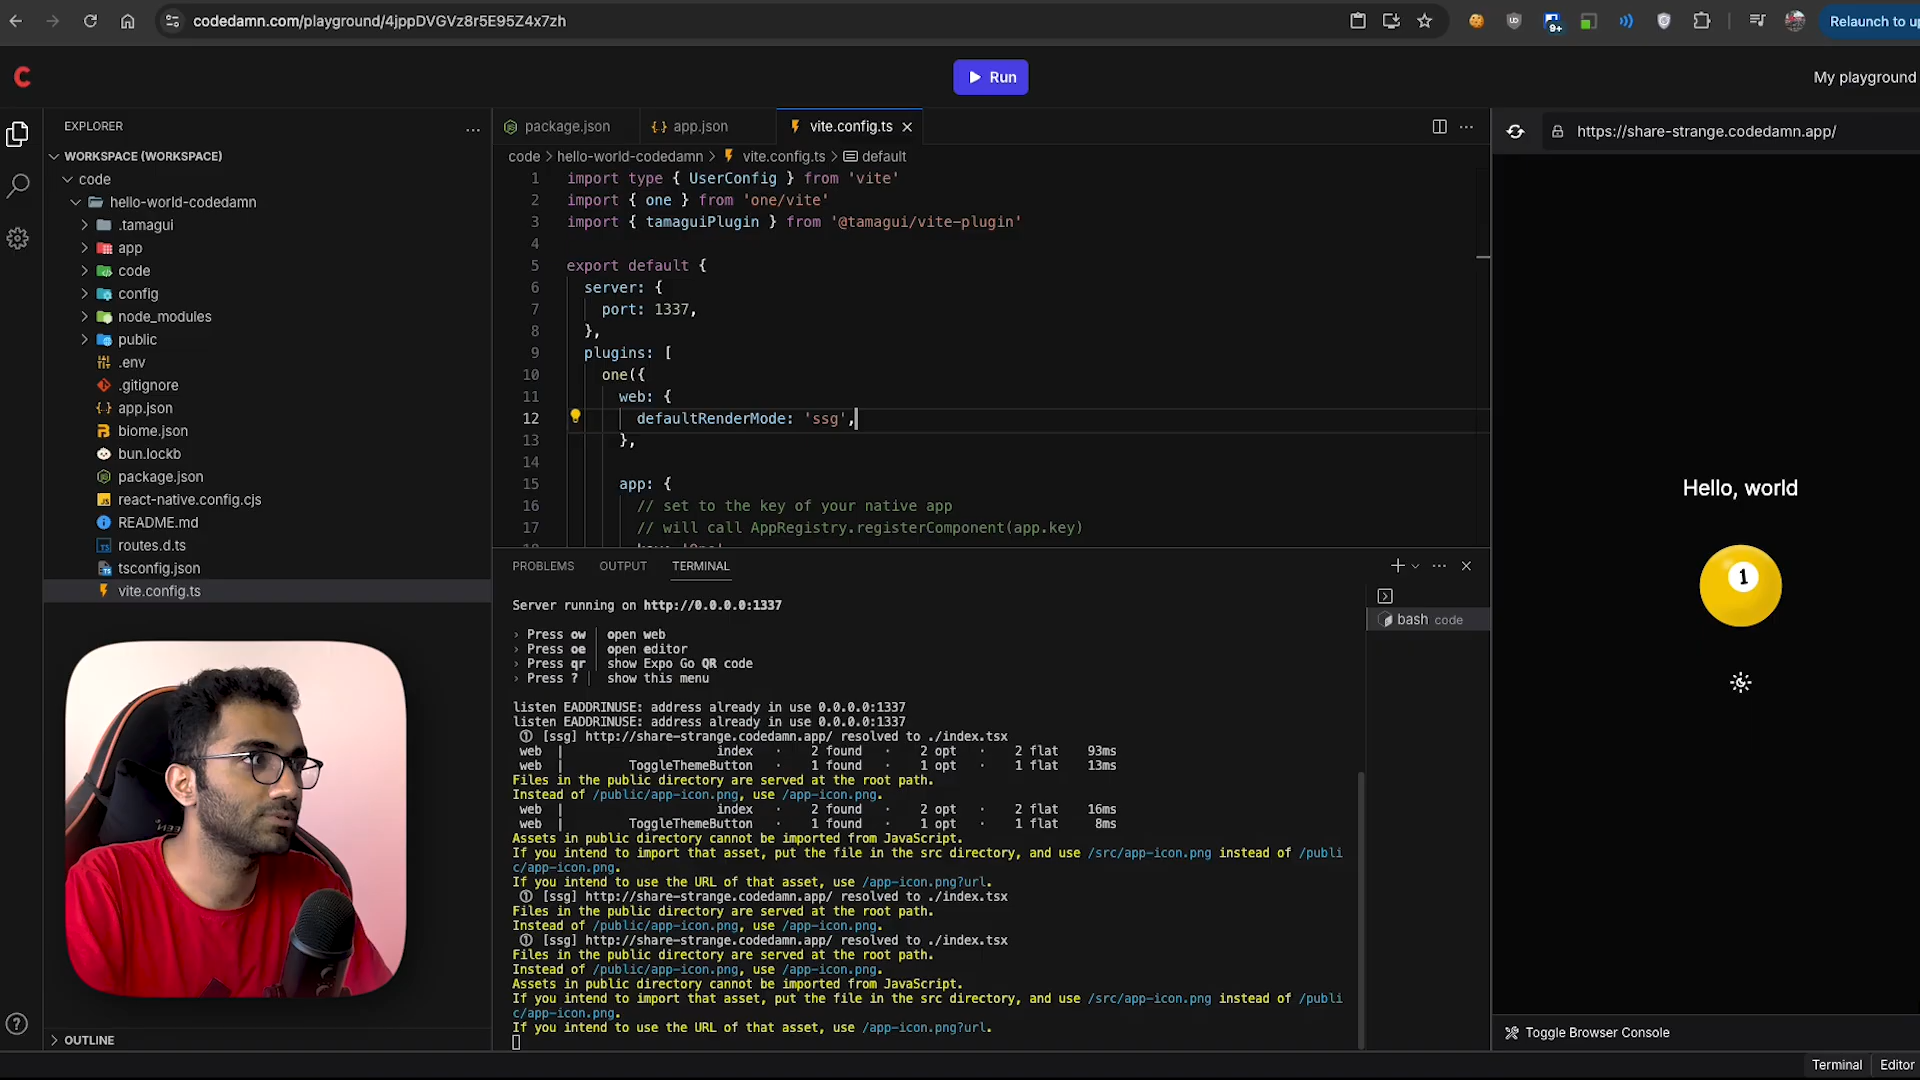 codedamn.com/playground/4jppDVGVz8r5E95Z4x7zh
9+
Relaunch to up
C
Run
My playground
EXPLORER
WORKSPACE (WORKSPACE)
code
hello-world-codedamn
.tamagui
app
code
config
node_modules
public
.env
.gitignore
app.json
biome.json
bun.lockb
package.json
react-native.config.cjs
README.md
routes.d.ts
tsconfig.json
vite.config.ts
OUTLINE
package.json
app.json
vite.config.ts
code > hello-world-codedamn > vite.config.ts > default
1 import type { UserConfig } from 'vite'
2 import { one } from 'one/vite'
3 import { tamaguiPlugin } from '@tamagui/vite-plugin'
4
5 export default {
6 server: {
7 port: 1337,
8 },
9 plugins: [
10 one({
11 web: {
12 defaultRenderMode: 'ssg',
13 },
14
15 app: {
16 // set to the key of your native app
17 // will call AppRegistry.registerComponent(app.key)
PROBLEMS OUTPUT TERMINAL
Server running on http://0.0.0.0:1337
› Press ow | open web
› Press oe | open editor
› Press qr | show Expo Go QR code
› Press ? | show this menu
listen EADDRINUSE: address already in use 0.0.0.0:1337
listen EADDRINUSE: address already in use 0.0.0.0:1337
① [ssg] http://share-strange.codedamn.app/ resolved to ./index.tsx
web | index · 2 found · 2 opt · 2 flat 93ms
web | ToggleThemeButton · 1 found · 1 opt · 1 flat 13ms
Files in the public directory are served at the root path.
Instead of /public/app-icon.png, use /app-icon.png.
web | index · 2 found · 2 opt · 2 flat 16ms
web | ToggleThemeButton · 1 found · 1 opt · 1 flat 8ms
Assets in public directory cannot be imported from JavaScript.
If you intend to import that asset, put the file in the src directory, and use /src/app-icon.png instead of /publi
c/app-icon.png.
If you intend to use the URL of that asset, use /app-icon.png?url.
① [ssg] http://share-strange.codedamn.app/ resolved to ./index.tsx
Files in the public directory are served at the root path.
Instead of /public/app-icon.png, use /app-icon.png.
① [ssg] http://share-strange.codedamn.app/ resolved to ./index.tsx
Files in the public directory are served at the root path.
Instead of /public/app-icon.png, use /app-icon.png.
Assets in public directory cannot be imported from JavaScript.
If you intend to import that asset, put the file in the src directory, and use /src/app-icon.png instead of /publi
c/app-icon.png.
If you intend to use the URL of that asset, use /app-icon.png?url.
bash code
https://share-strange.codedamn.app/
Hello, world
1
Toggle Browser Console
Terminal
Editor